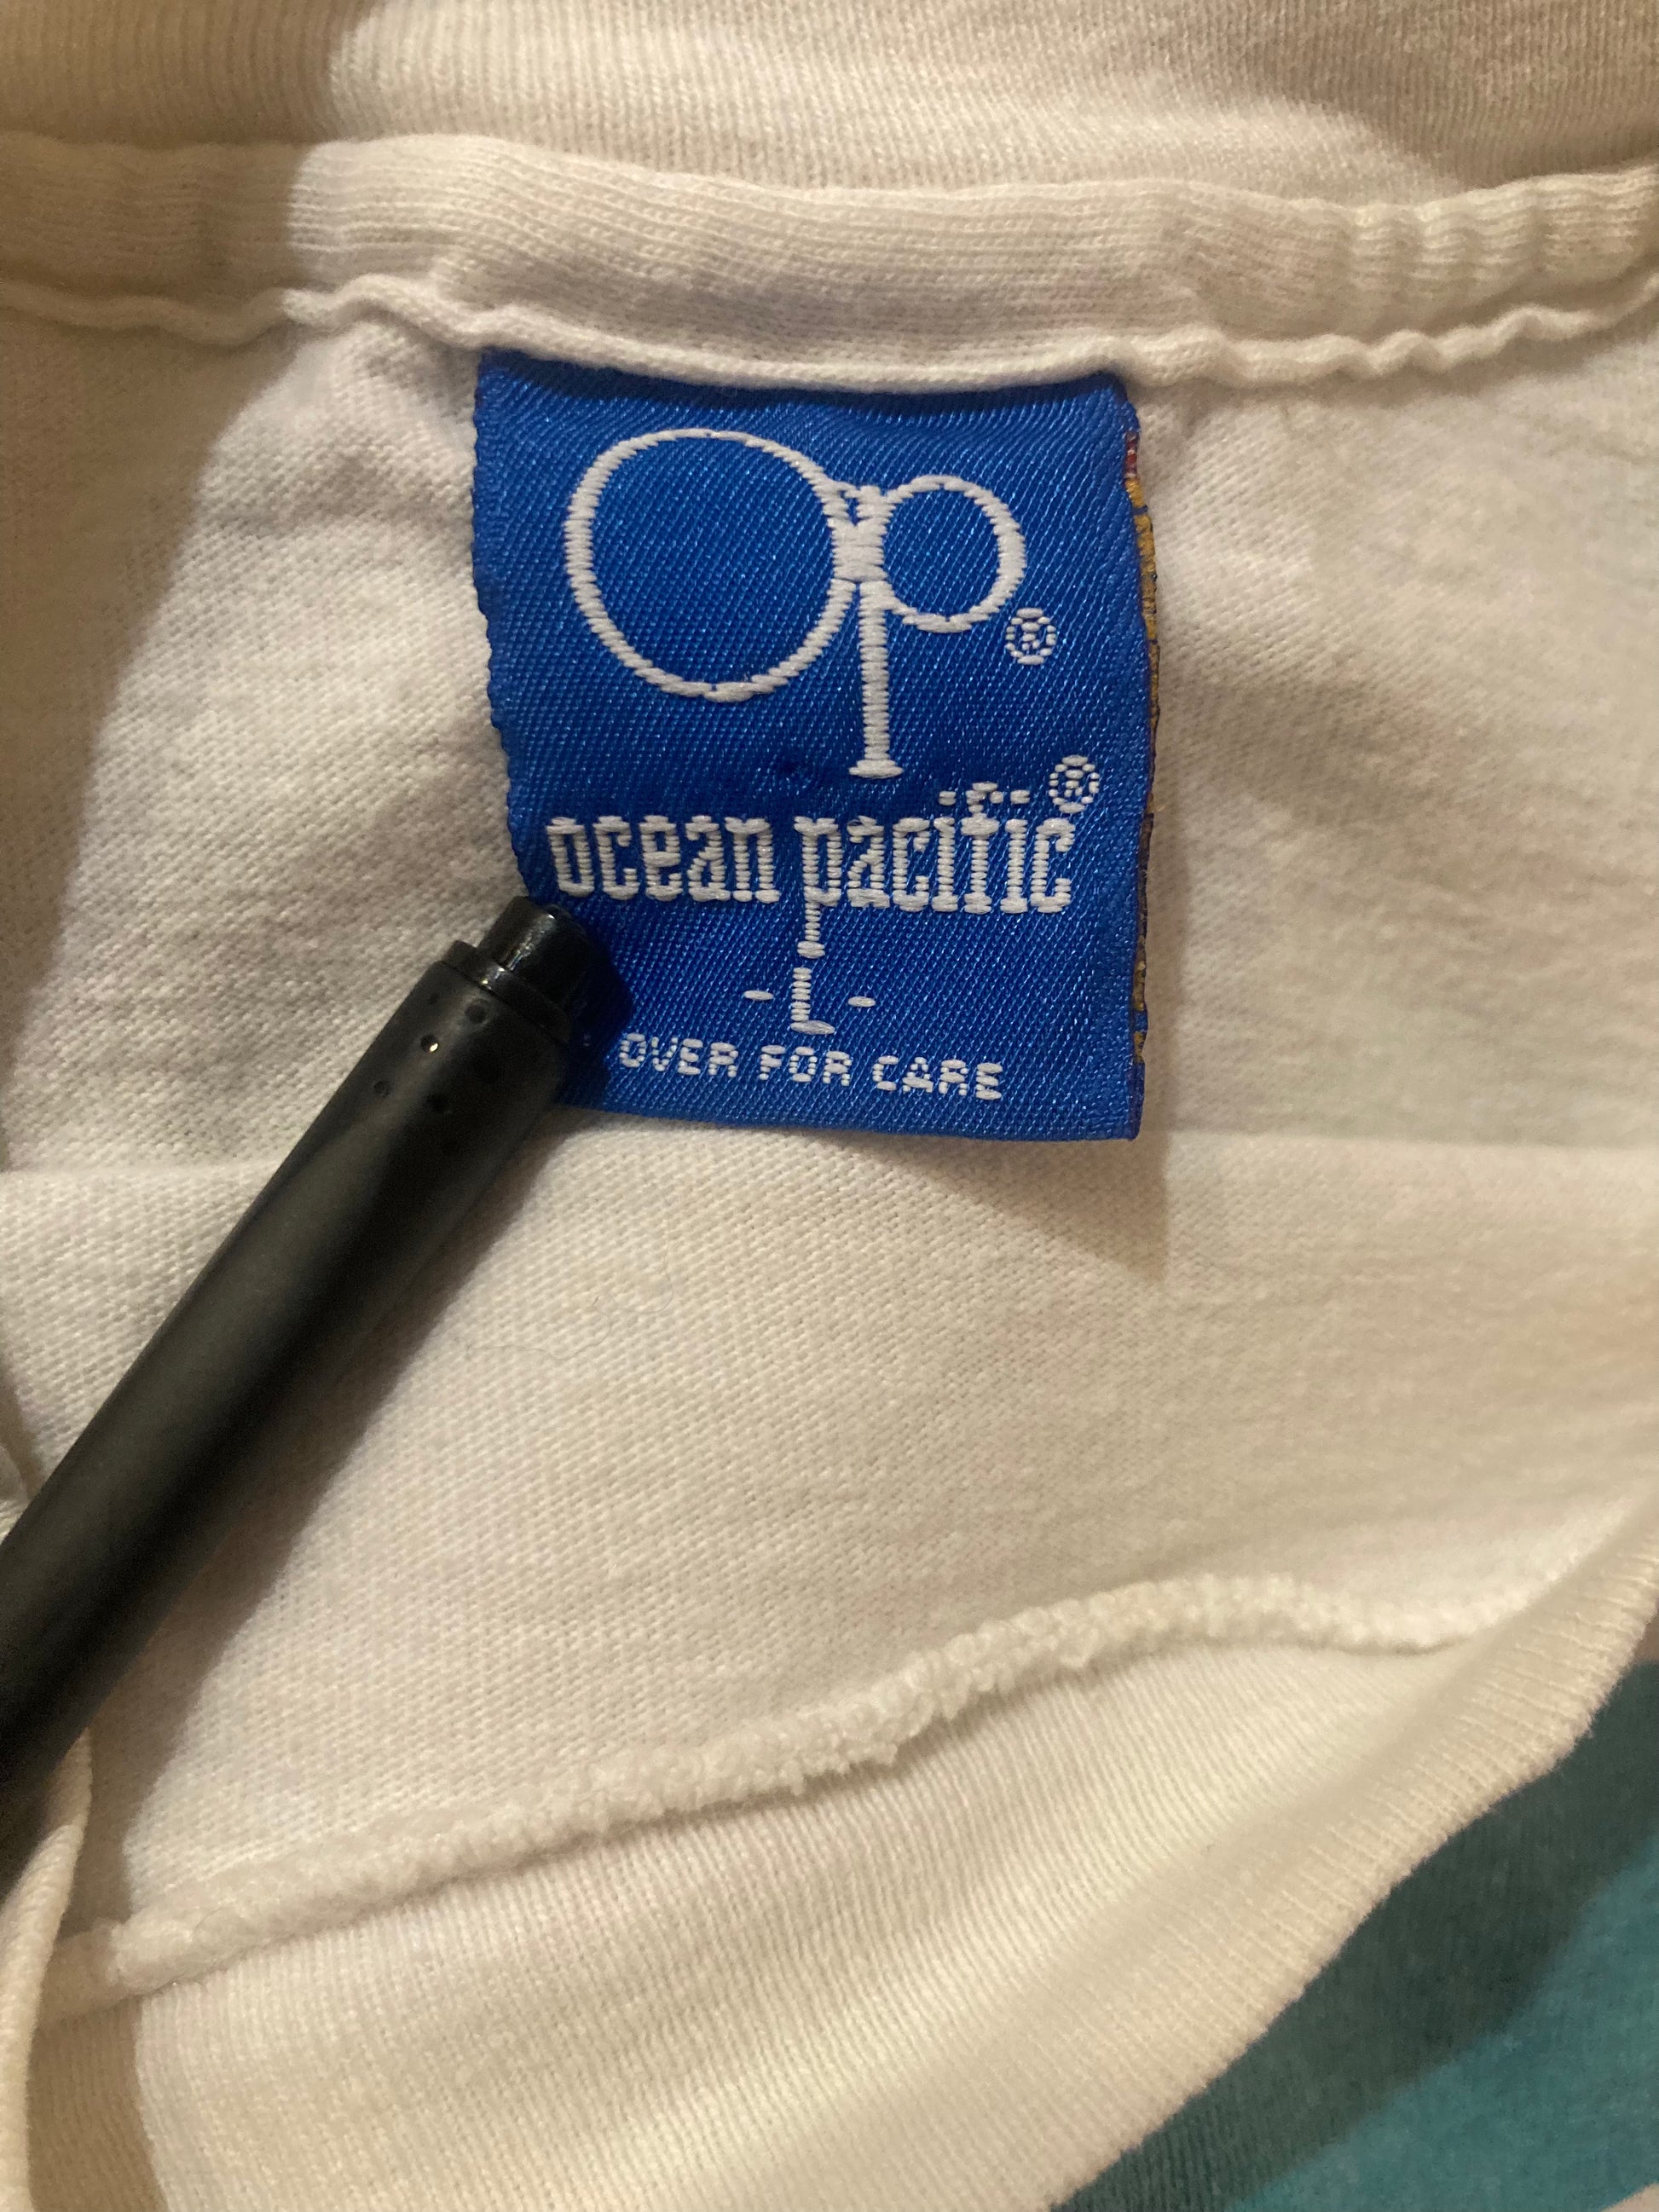 op®
ocean pacific®
-L-
OVER FOR CARE